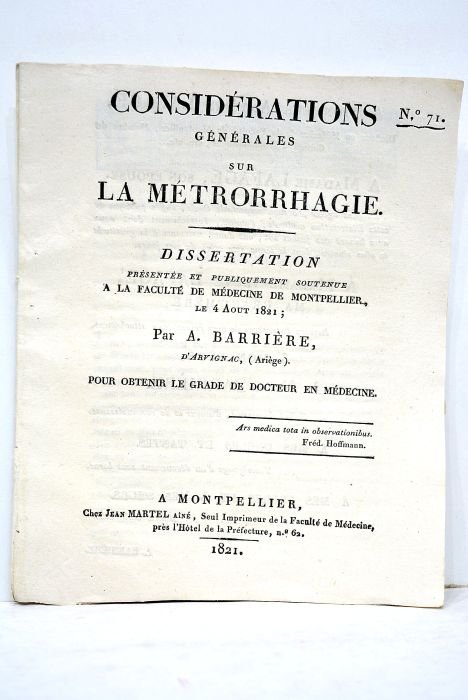 CONSIDÉRATIONS N.º 71.
GÉNÉRALES
SUR
LA MÉTRORRHAGIE.
DISSERTATION
PRÉSENTÉE ET PUBLIQUEMENT SOUTENUE
A LA FACULTÉ DE MÉDECINE DE MONTPELLIER,
LE 4 AOUT 1821 ;
Par A. BARRIÈRE,
D'ARVIGNAC, ( Ariège ).
POUR OBTENIR LE GRADE DE DOCTEUR EN MÉDECINE.
Ars medica tota in observationibus.
Fréd. Hoffmann.
A MONTPELLIER,
Chez JEAN MARTEL AÎNÉ, Seul Imprimeur de la Faculté de Médecine,
près l'Hôtel de la Préfecture, n.º 62.
1821.